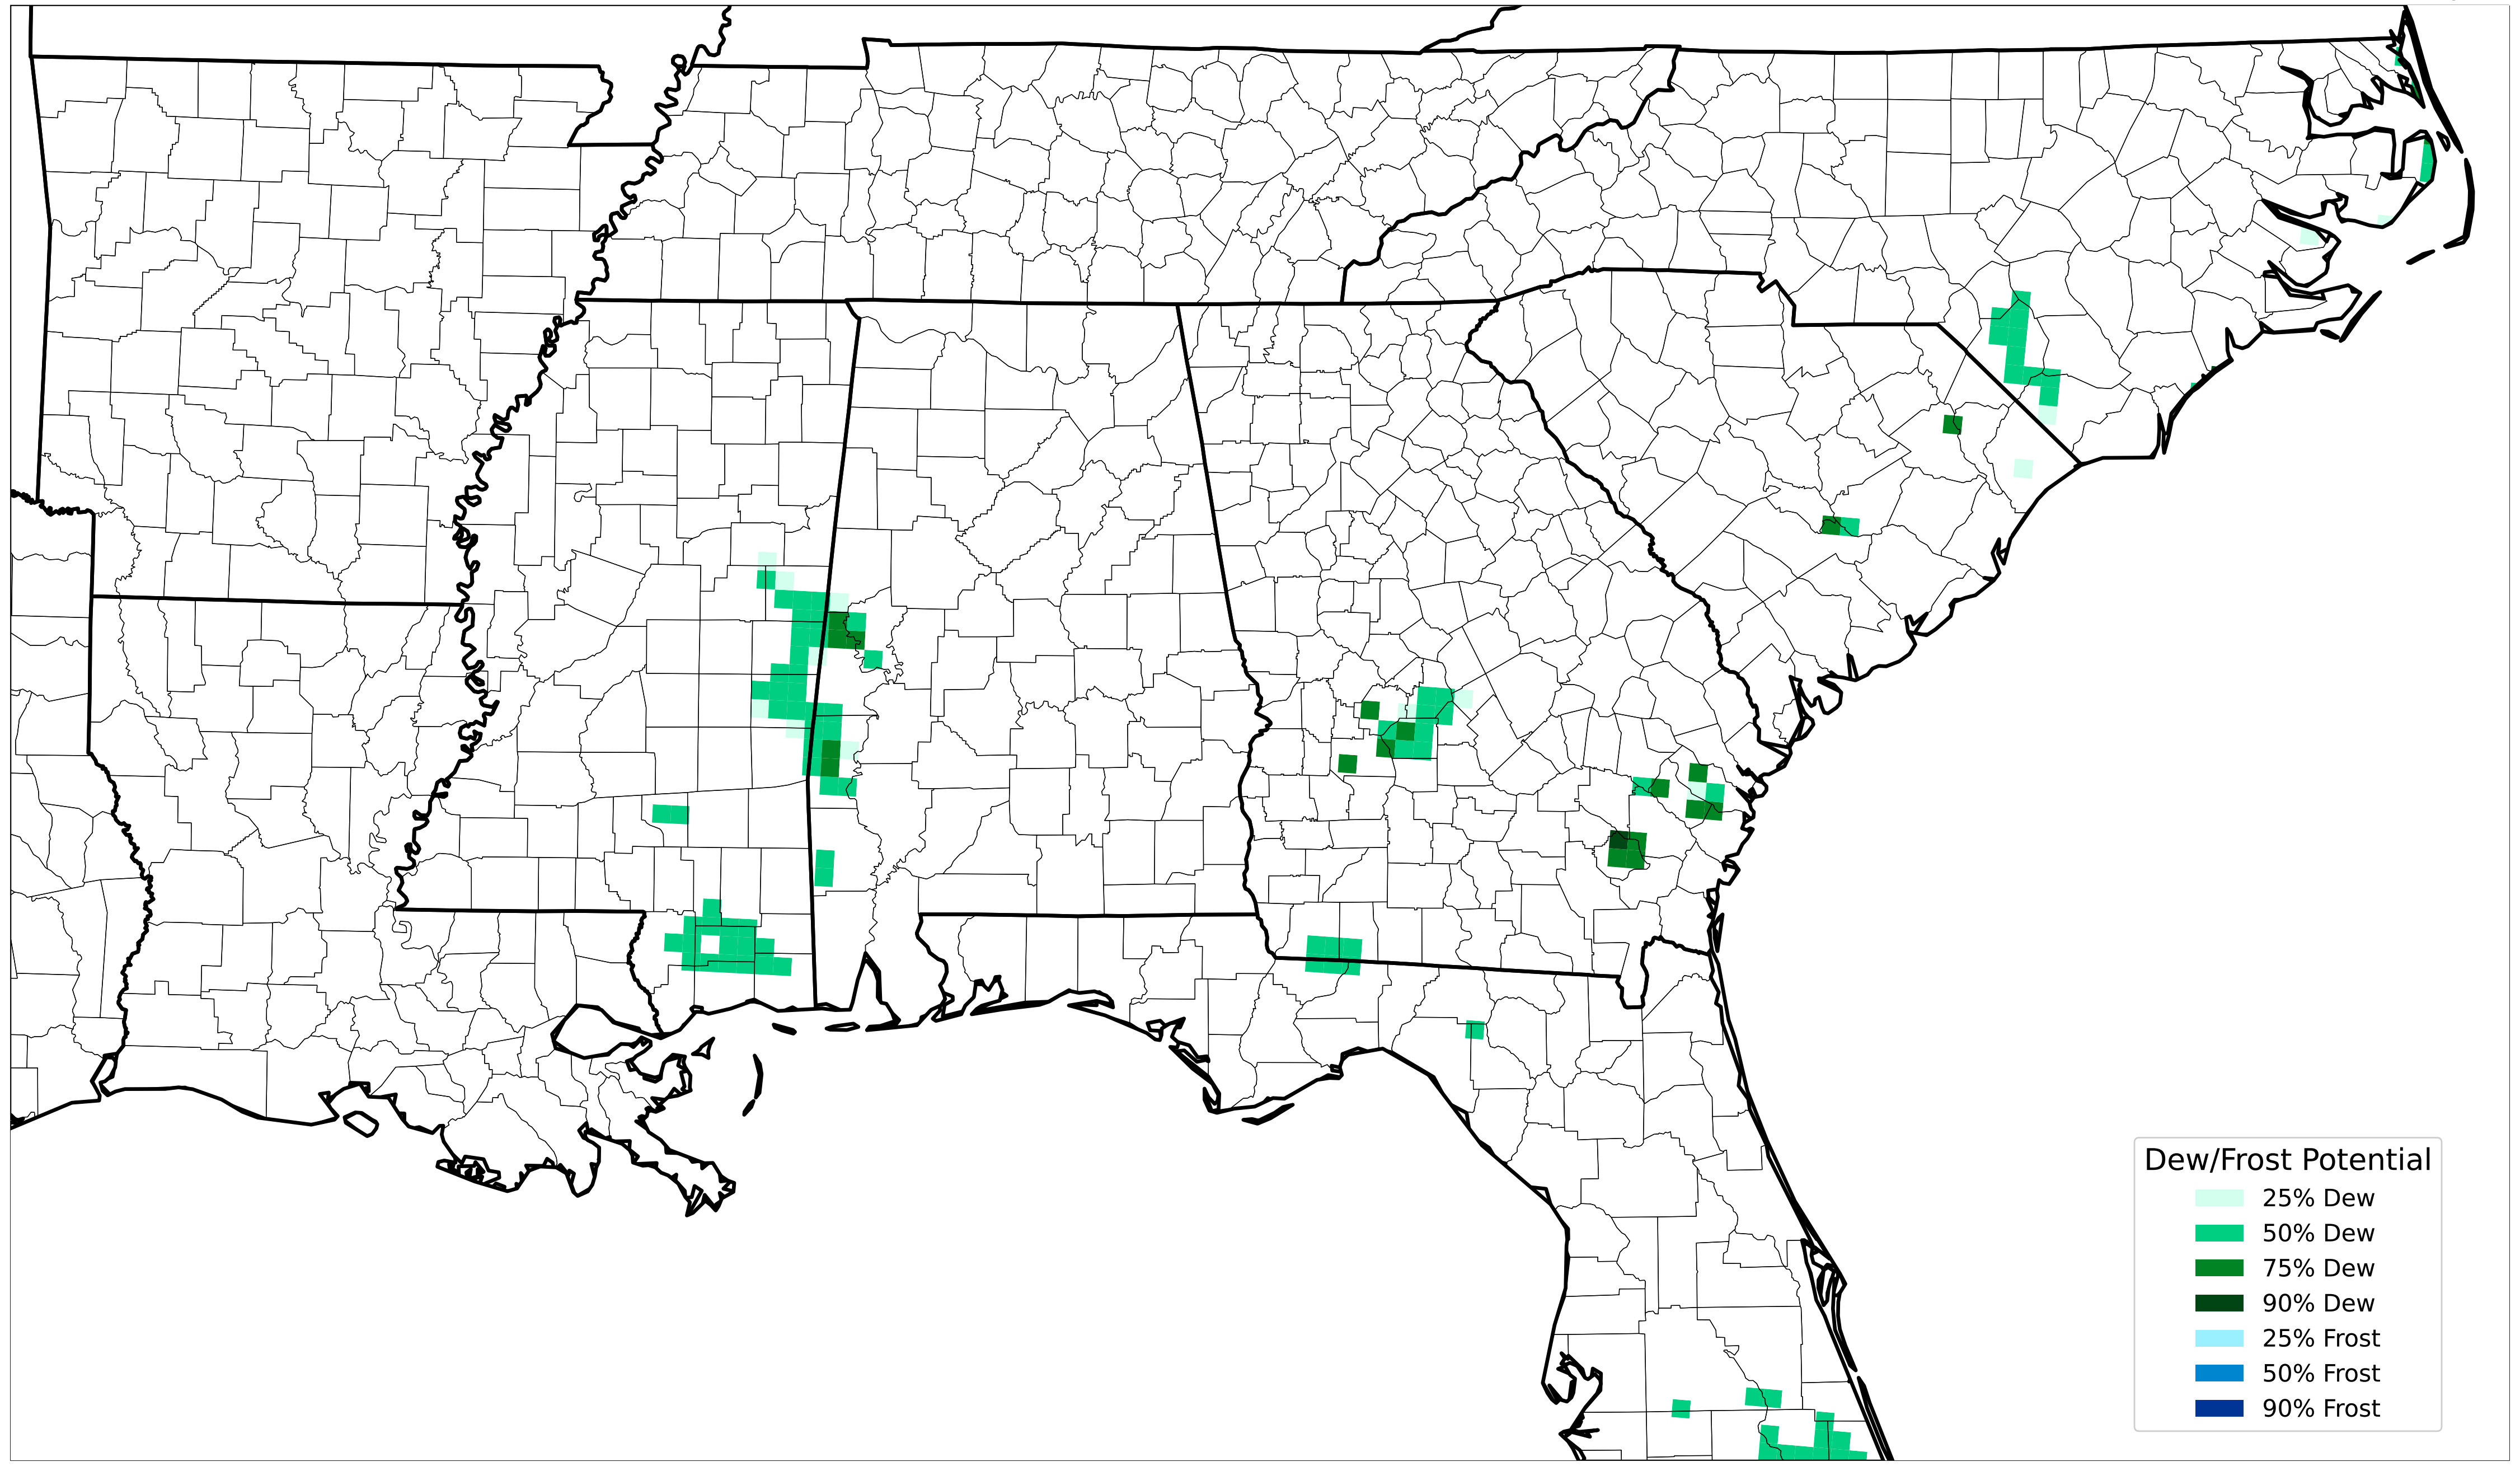 Dew/Frost Potential
25% Dew
50% Dew
75% Dew
90% Dew
25% Frost
50% Frost
90% Frost